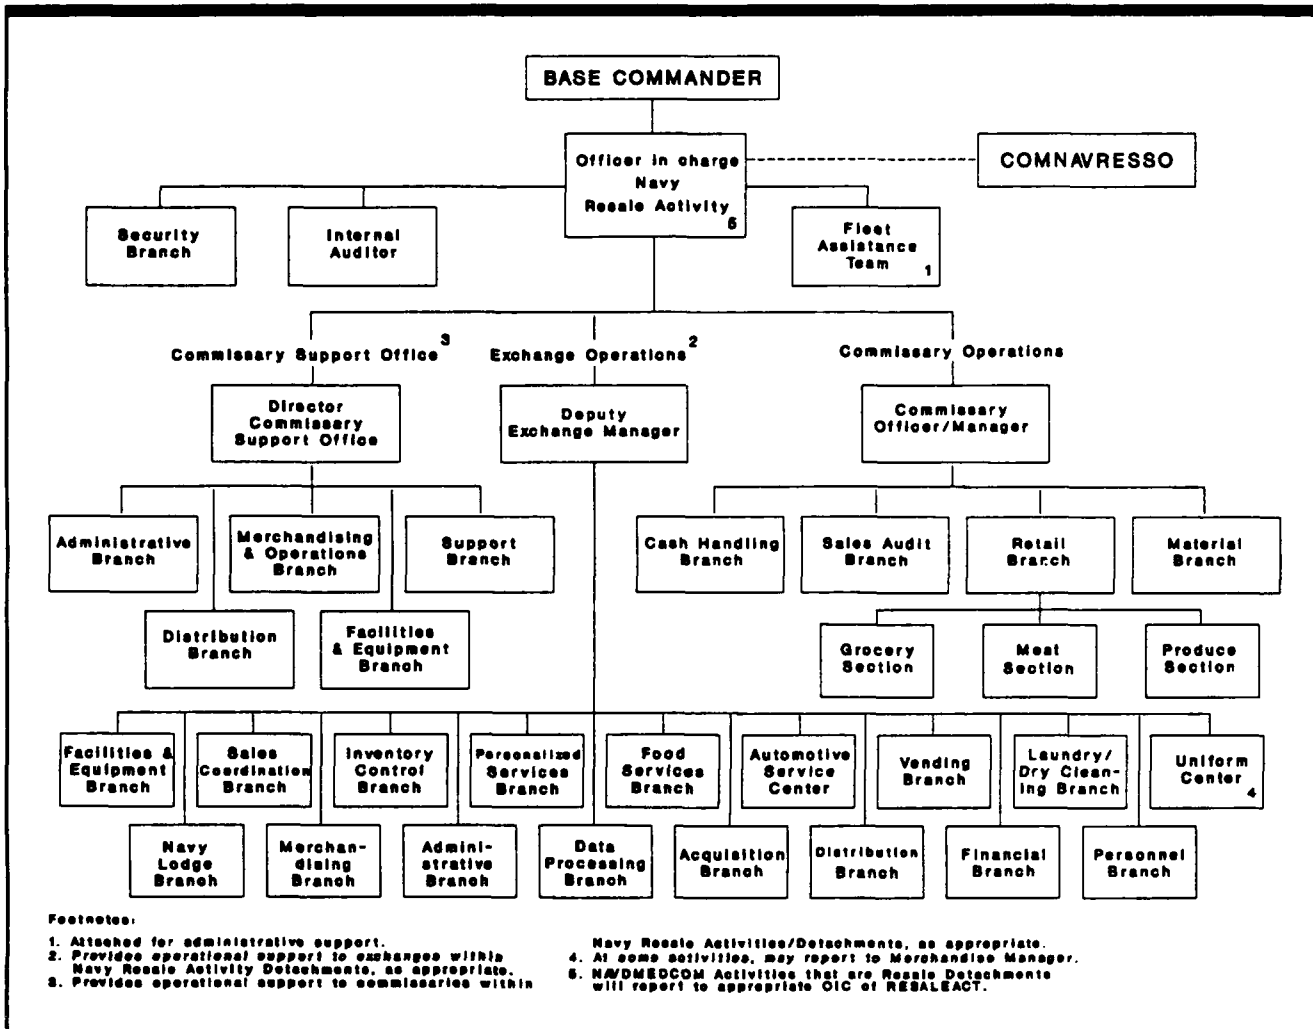 BASE COMMANDER
Officer in charge
Navy
Resale Activity
5
COMNAVRESSO
Security
Branch
Internal
Auditor
Fleet
Assistance
Team
1
Commissary Support Office
3
Exchange Operations
2
Commissary Operations
Director
Commissary
Support Office
Deputy
Exchange Manager
Commissary
Officer/Manager
Administrative
Branch
Merchandising
& Operations
Branch
Support
Branch
Cash Handling
Branch
Sales Audit
Branch
Retail
Branch
Material
Branch
Distribution
Branch
Facilities
& Equipment
Branch
Grocery
Section
Meat
Section
Produce
Section
Facilities &
Equipment
Branch
Sales
Coordination
Branch
Inventory
Control
Branch
Personalized
Services
Branch
Food
Services
Branch
Automotive
Service
Center
Vending
Branch
Laundry/
Dry Clean-
ing Branch
Uniform
Center
4
Navy
Lodge
Branch
Merchan-
dising
Branch
Admini-
strative
Branch
Data
Processing
Branch
Acquisition
Branch
Distribution
Branch
Financial
Branch
Personnel
Branch
Footnotes:
1. Attached for administrative support.
2. Provides operational support to exchanges within
Navy Resale Activity Detachments, as appropriate.
3. Provides operational support to commissaries within
Navy Resale Activities/Detachments, as appropriate.
4. At some activities, may report to Merchandise Manager.
5. NAVDMEDCOM Activities that are Resale Detachments
will report to appropriate OIC of RESALEACT.